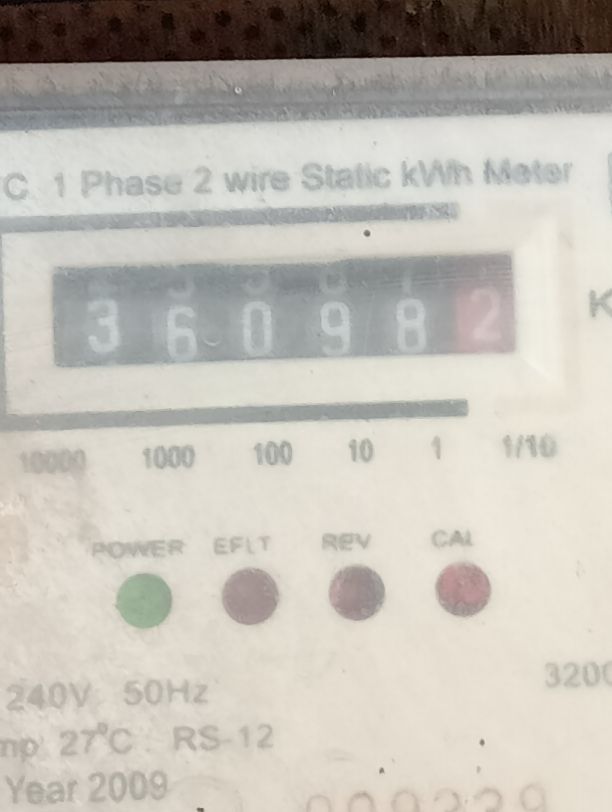 C 1 Phase 2 wire Static kWh Meter
K
3 6 0 9 8 2
10000 1000 100 10 1 1/10
POWER EFLT REV CAL
3200
240V 50Hz
mp 27°C RS-12
Year 2009